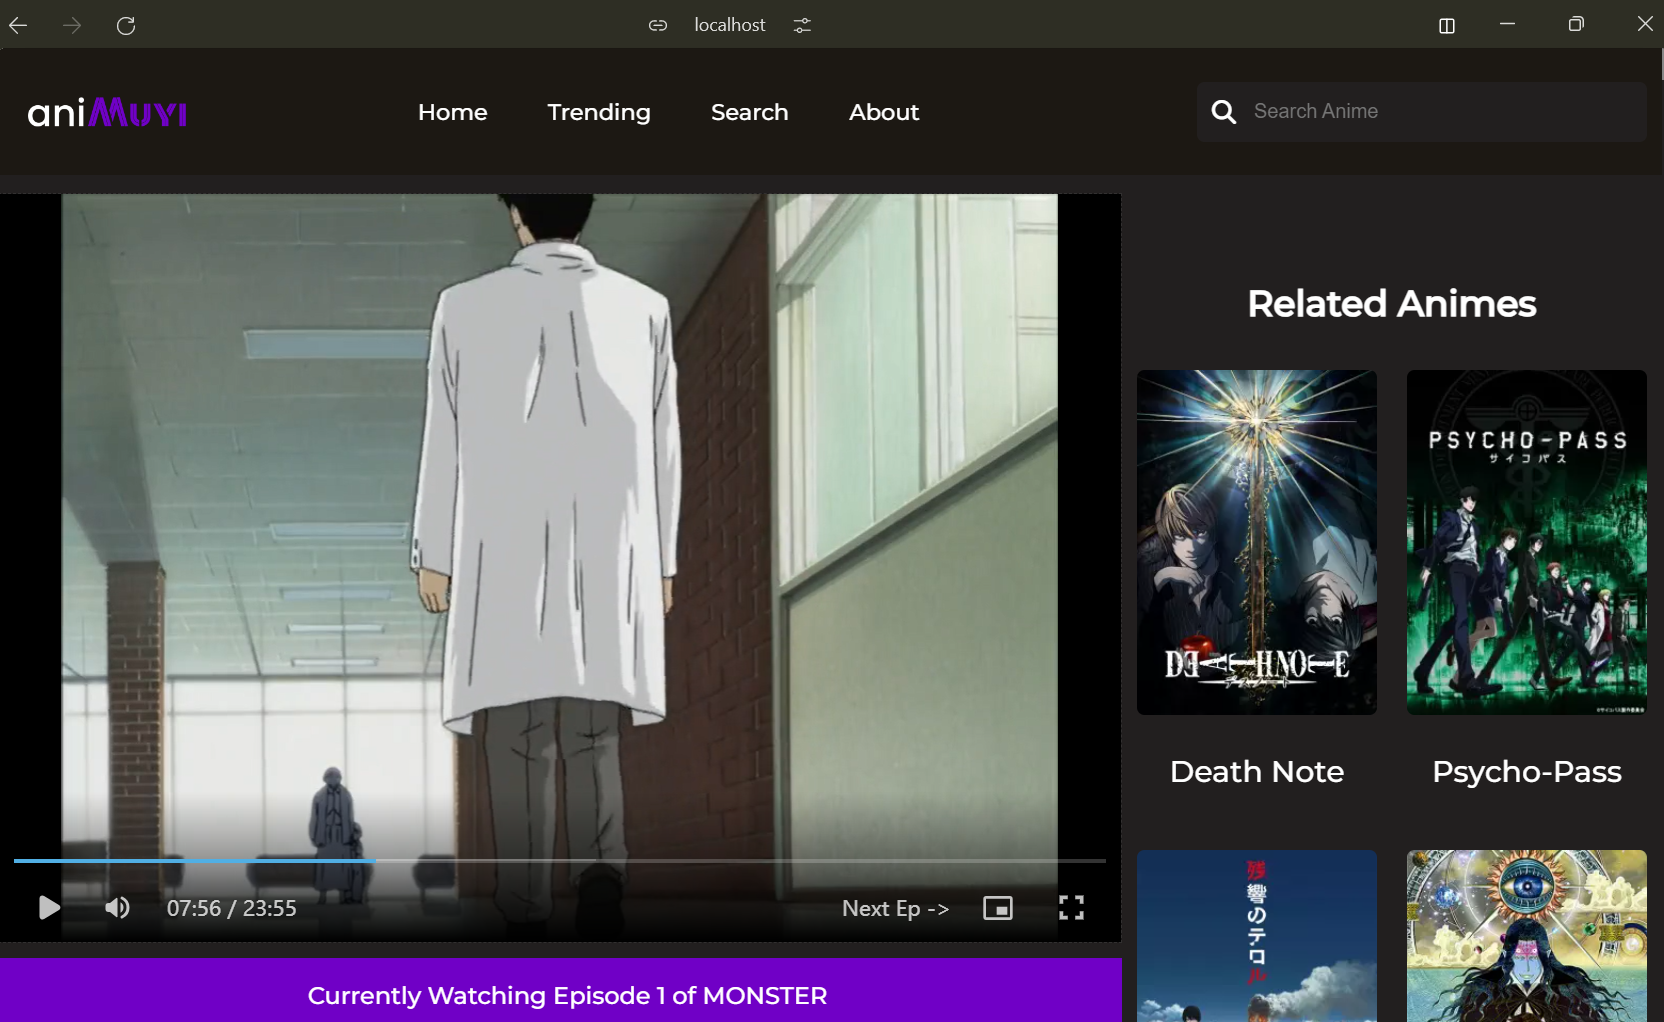 localhost
aniMUVI
Home Trending Search About
Search Anime
Related Animes
PSYCHO-PASS
サイコパス
DEATHNOTE
Death Note
Psycho-Pass
残響のテロル
07:56 / 23:55
Next Ep ->
Currently Watching Episode 1 of MONSTER